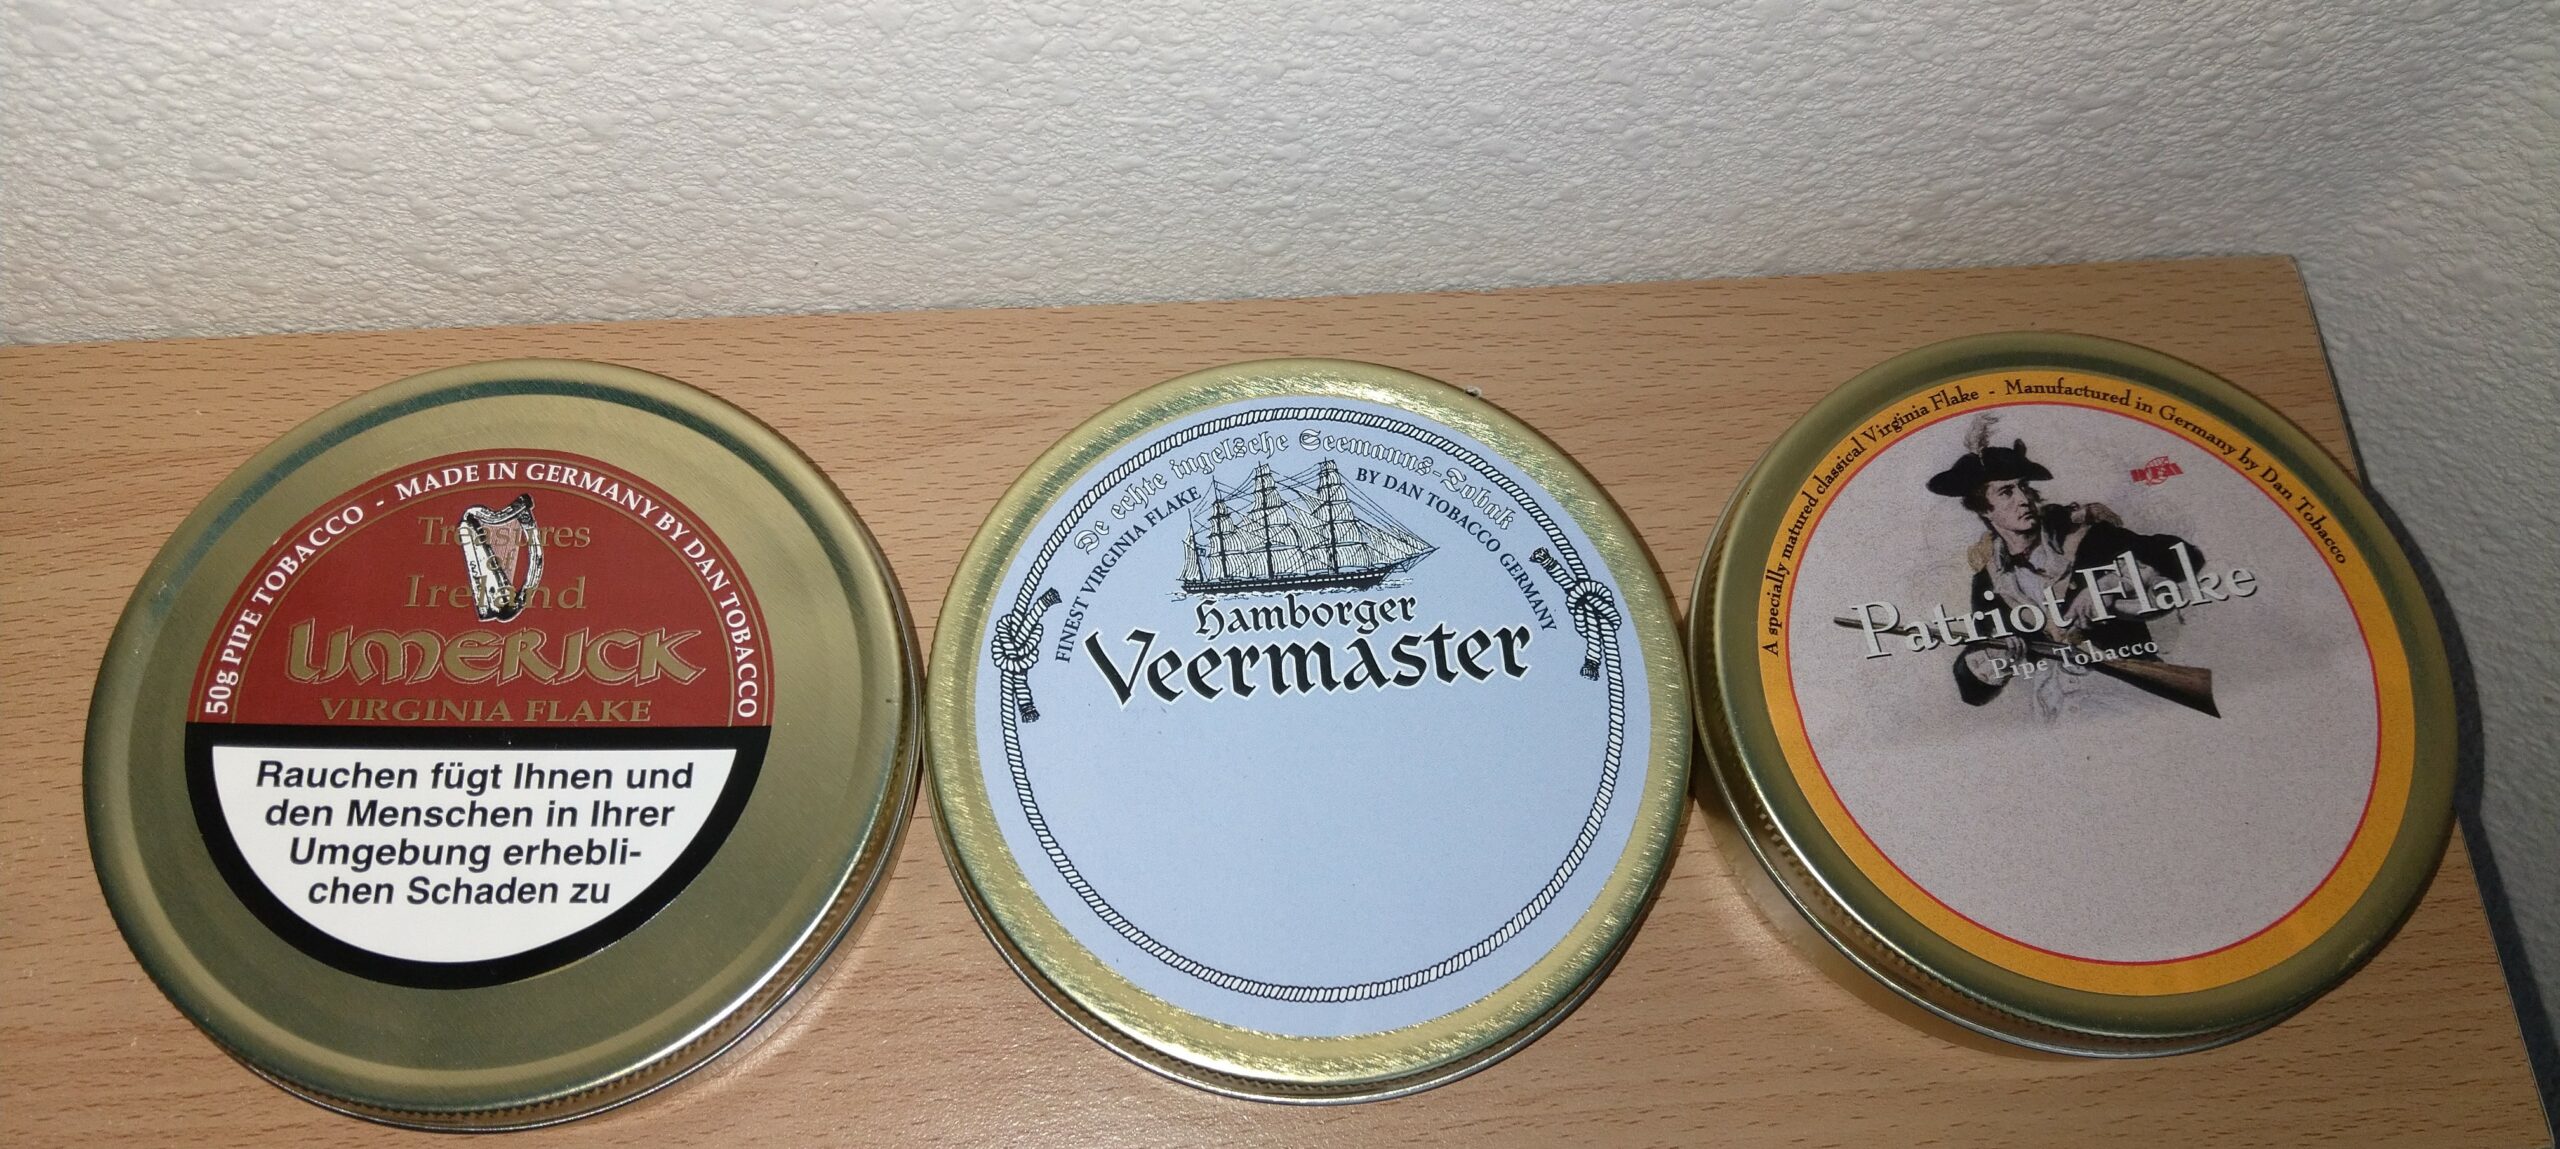 50g PIPE TOBACCO - MADE IN GERMANY BY DAN TOBACCO
Treasures
of
Ireland
LIMERICK
VIRGINIA FLAKE
Rauchen fügt Ihnen und
den Menschen in Ihrer
Umgebung erhebli-
chen Schaden zu
De echte ingelsche Seemanns-Tobak
FINEST VIRGINIA FLAKE
BY DAN TOBACCO GERMANY
Hamborger
Veermaster
A specially matured classical Virginia Flake - Manufactured in Germany by Dan Tobacco
Patriot Flake
Pipe Tobacco